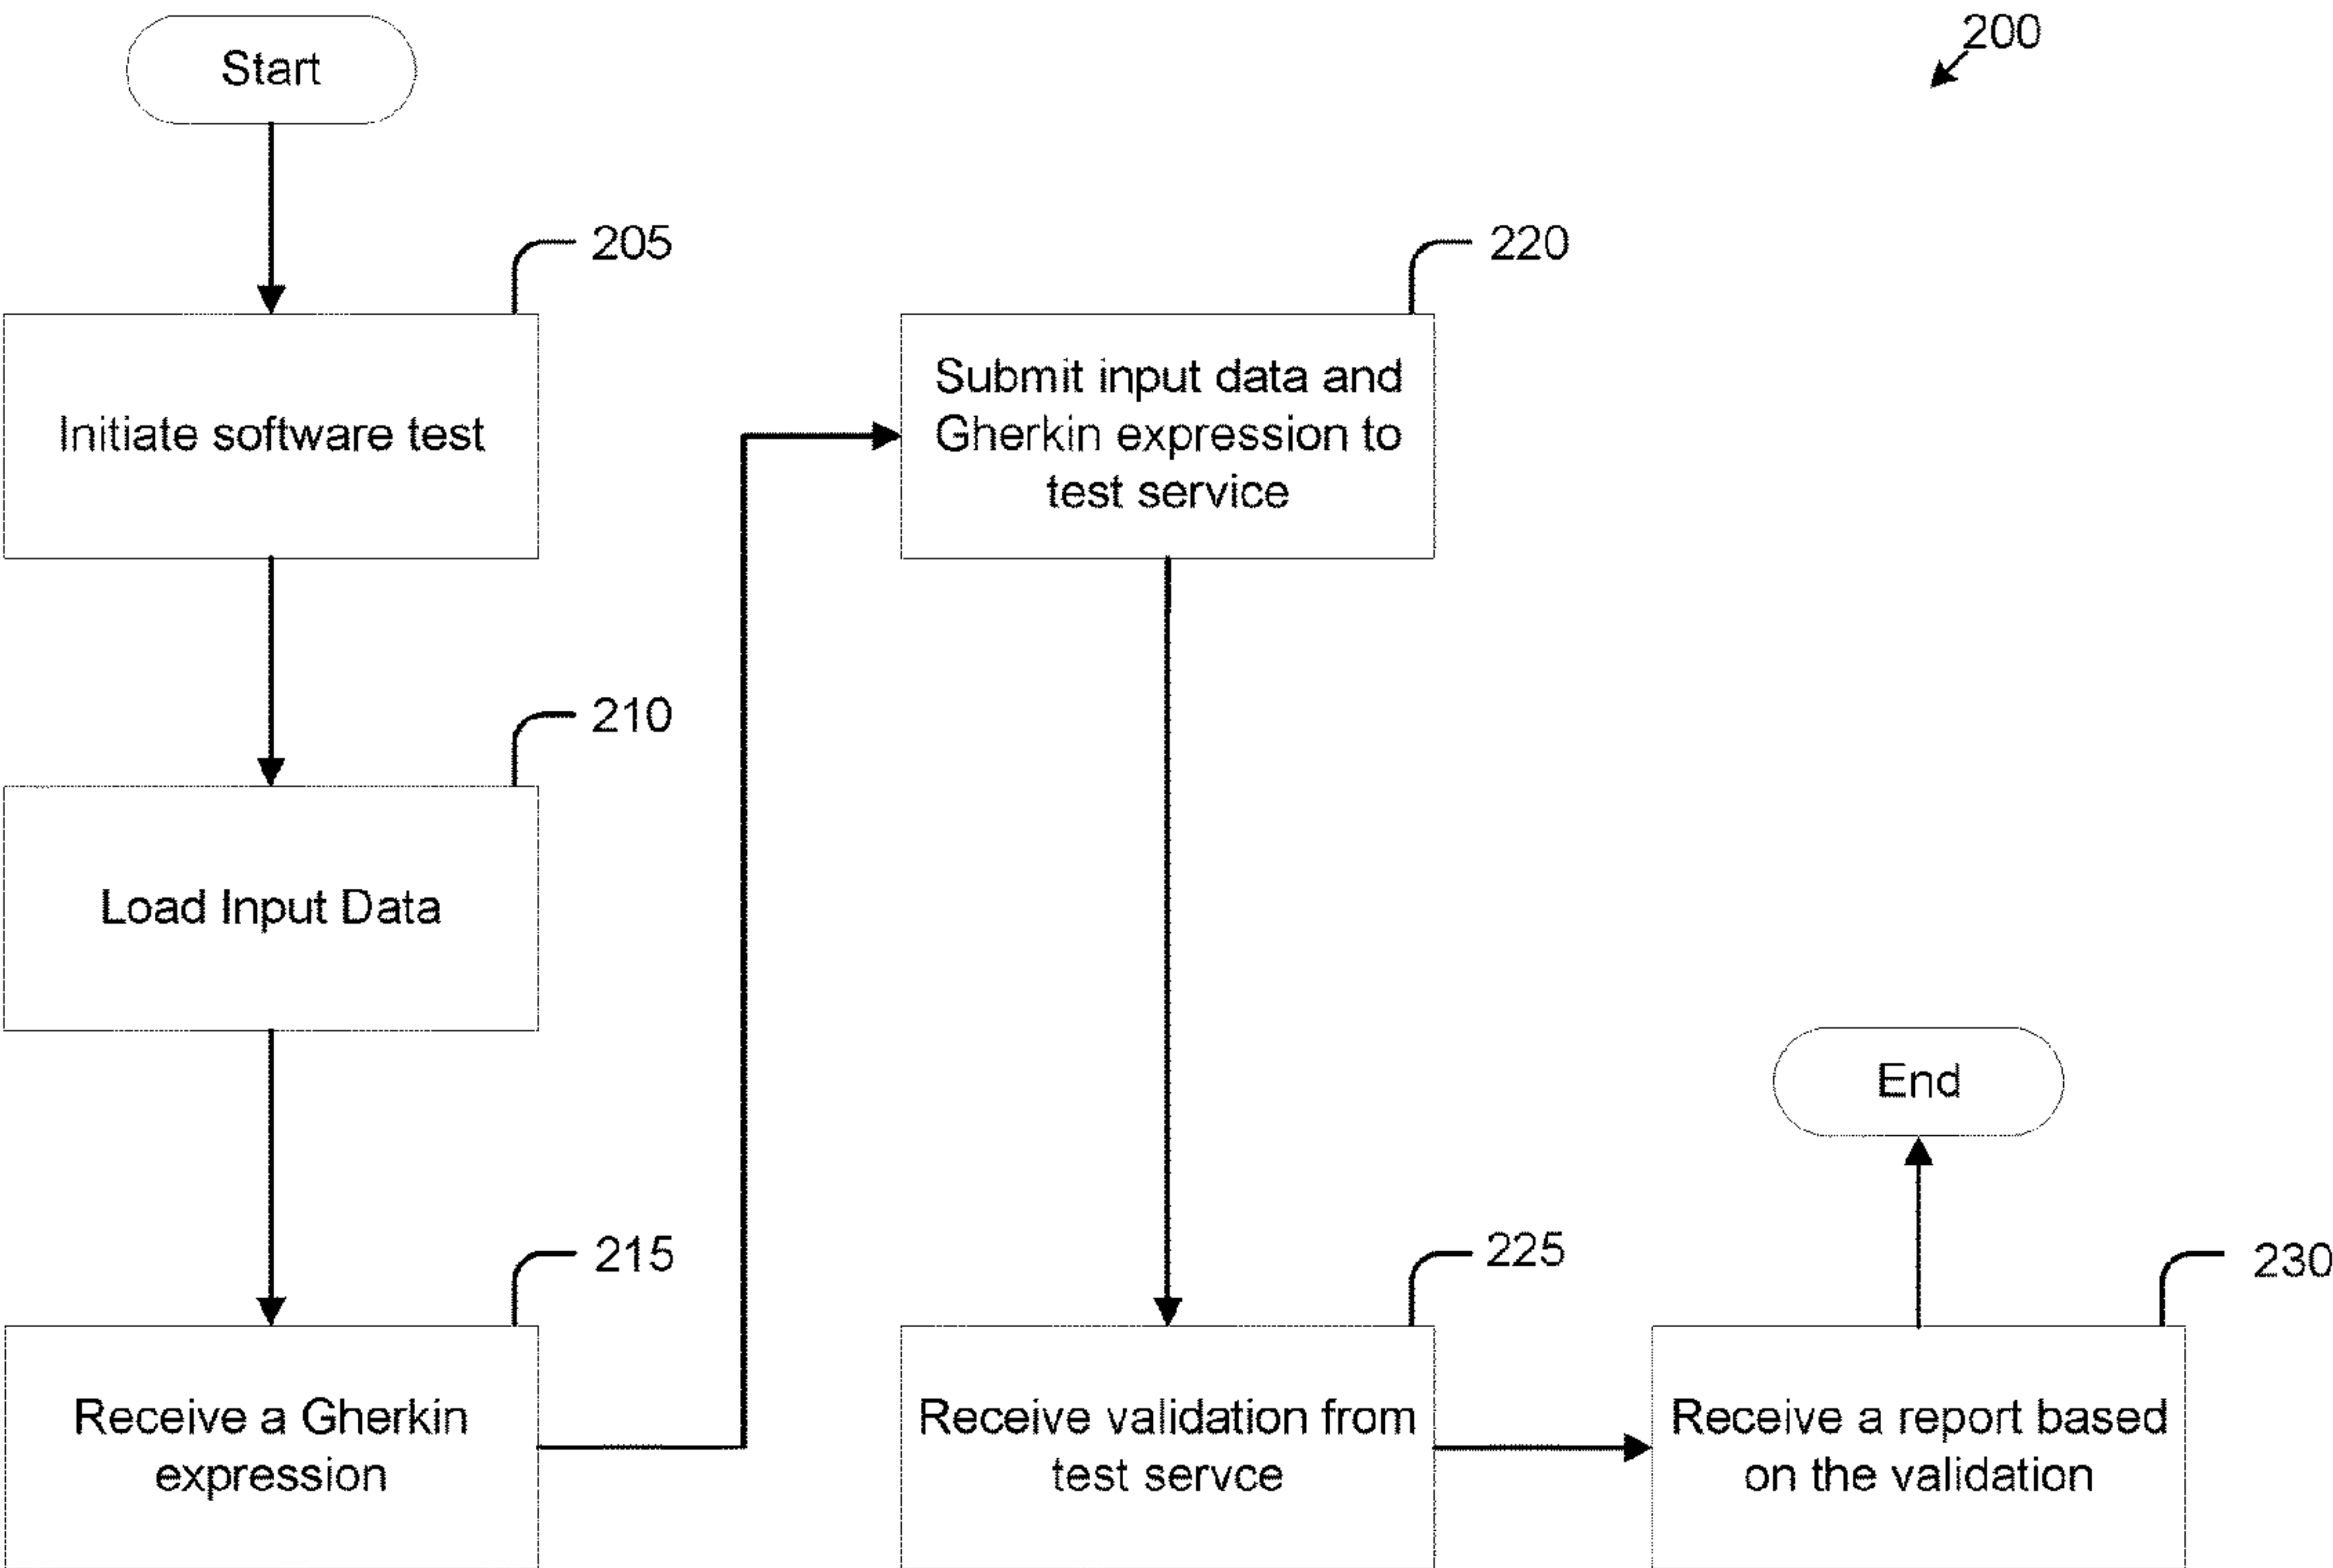 200
Start
205
Initiate software test
210
Load Input Data
215
Receive a Gherkin
expression
220
Submit input data and
Gherkin expression to
test service
225
Receive validation from
test servce
230
Receive a report based
on the validation
End